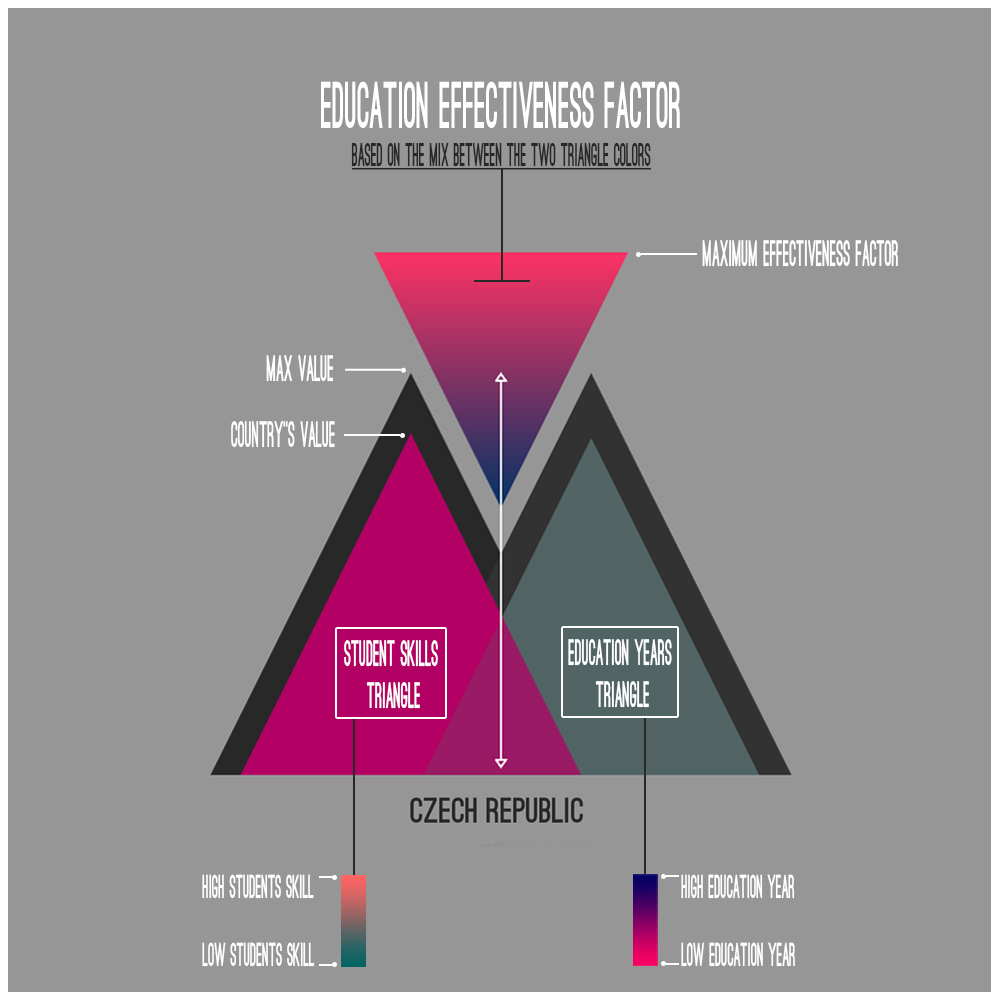 EDUCATION EFFECTIVENESS FACTOR
BASED ON THE MIX BETWEEN THE TWO TRIANGLE COLORS
MAXIMUM EFFECTIVENESS FACTOR
MAX VALUE
COUNTRY"S VALUE
STUDENT SKILLS
TRIANGLE
EDUCATION YEARS
TRIANGLE
CZECH REPUBLIC
HIGH STUDENTS SKILL
HIGH EDUCATION YEAR
LOW STUDENTS SKILL
LOW EDUCATION YEAR